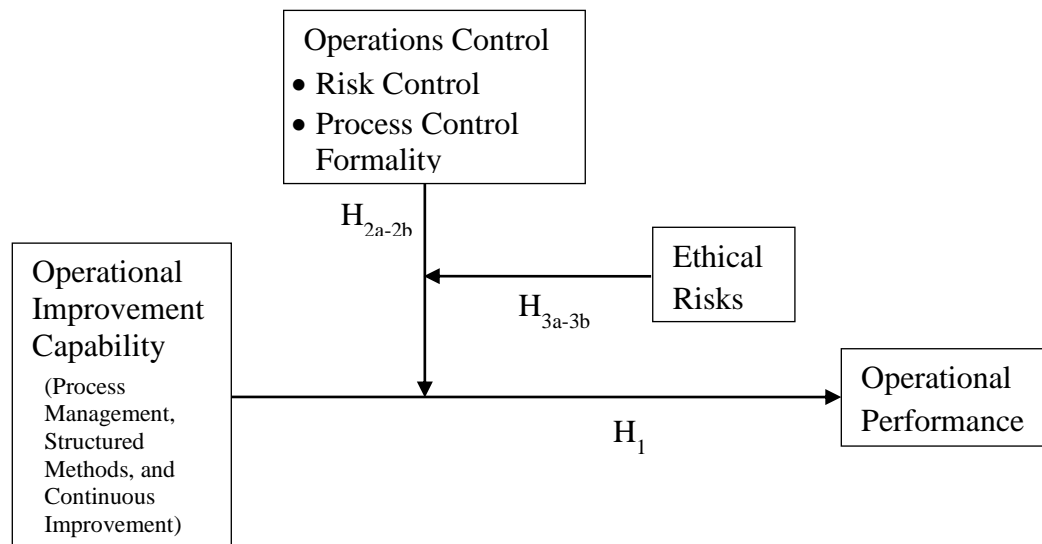 Operations Control
• Risk Control
• Process Control
Formality
H2a-2b
Ethical
Risks
H3a-3b
Operational
Improvement
Capability
(Process
Management,
Structured
Methods, and
Continuous
Improvement)
Operational
Performance
H1